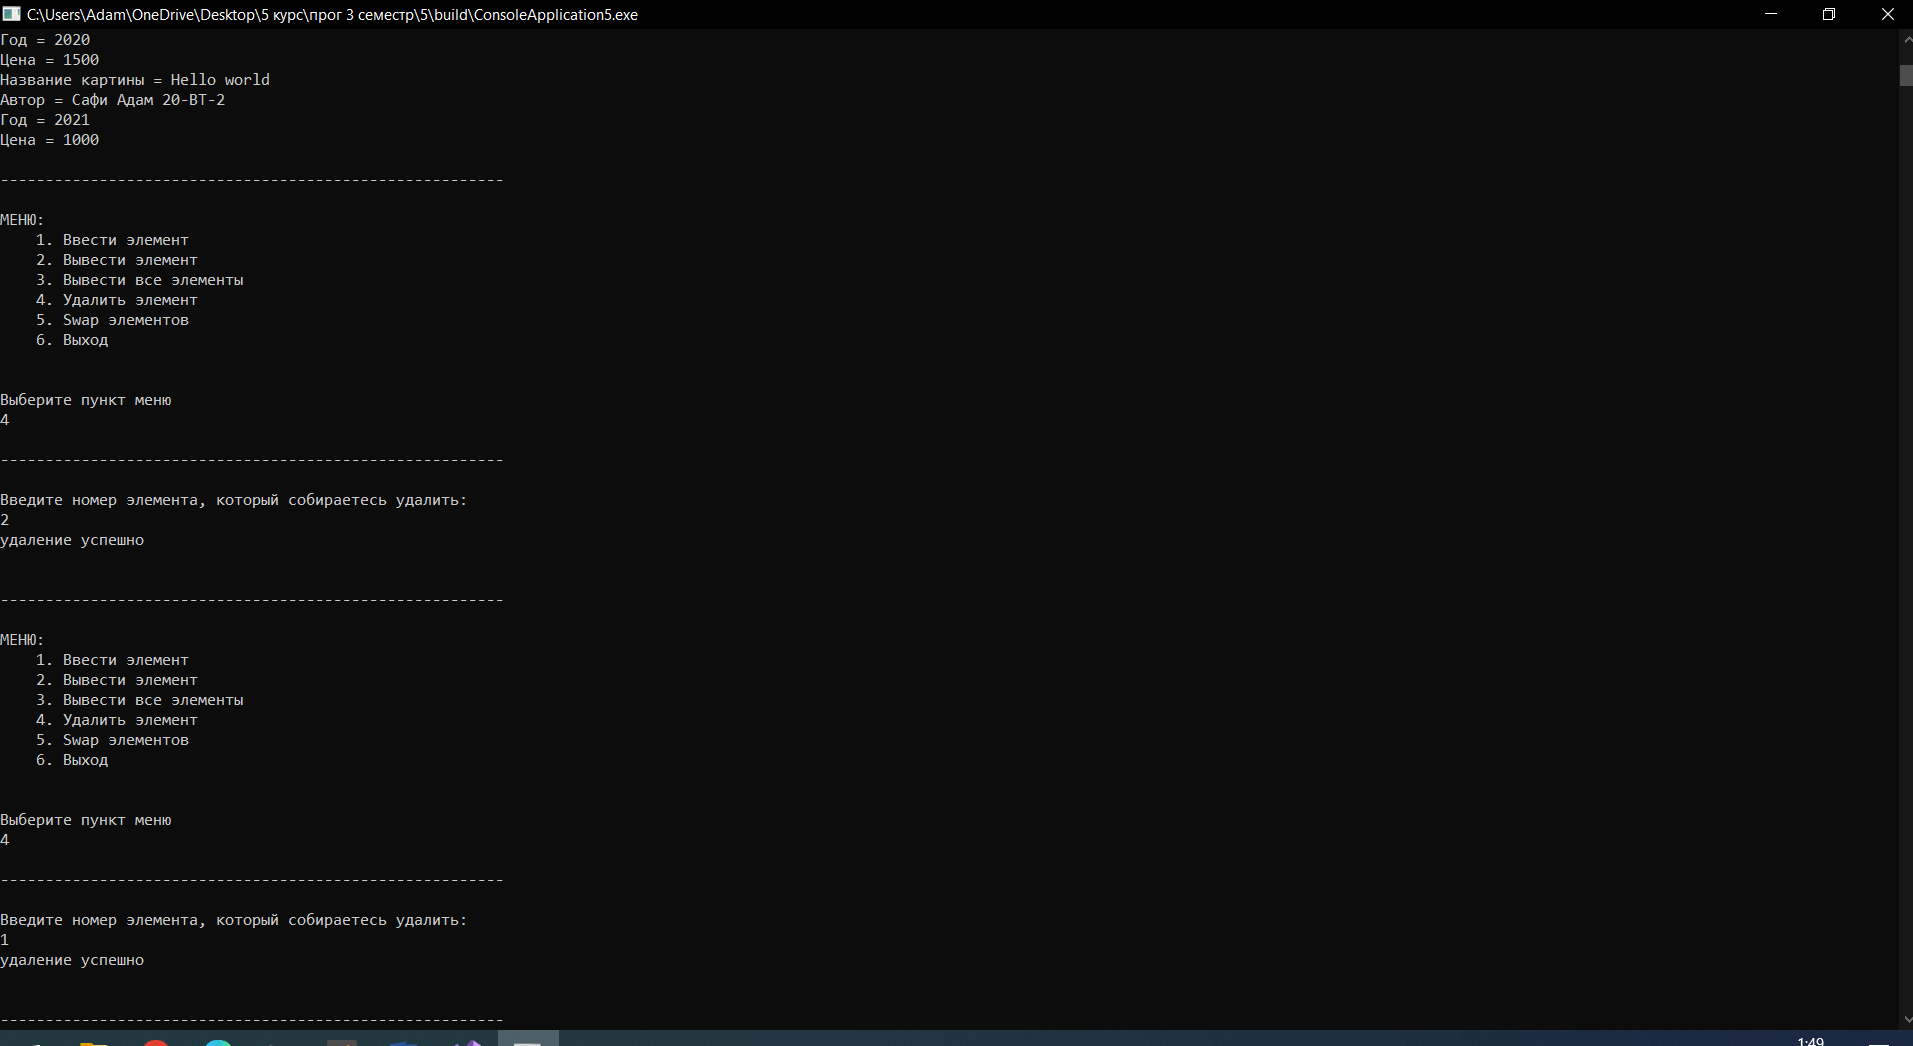 C:\Users\Adam\OneDrive\Desktop\5 курс\прог 3 семестр\5\build\ConsoleApplication5.exe
Год = 2020
Цена = 1500
Название картины = Hello world
Автор = Сафи Адам 20-ВТ-2
Год = 2021
Цена = 1000
--------------------------------------------------------
МЕНЮ:
    1. Ввести элемент
    2. Вывести элемент
    3. Вывести все элементы
    4. Удалить элемент
    5. Swap элементов
    6. Выход
Выберите пункт меню
4
--------------------------------------------------------
Введите номер элемента, который собираетесь удалить:
2
удаление успешно
--------------------------------------------------------
МЕНЮ:
    1. Ввести элемент
    2. Вывести элемент
    3. Вывести все элементы
    4. Удалить элемент
    5. Swap элементов
    6. Выход
Выберите пункт меню
4
--------------------------------------------------------
Введите номер элемента, который собираетесь удалить:
1
удаление успешно
--------------------------------------------------------
1:49